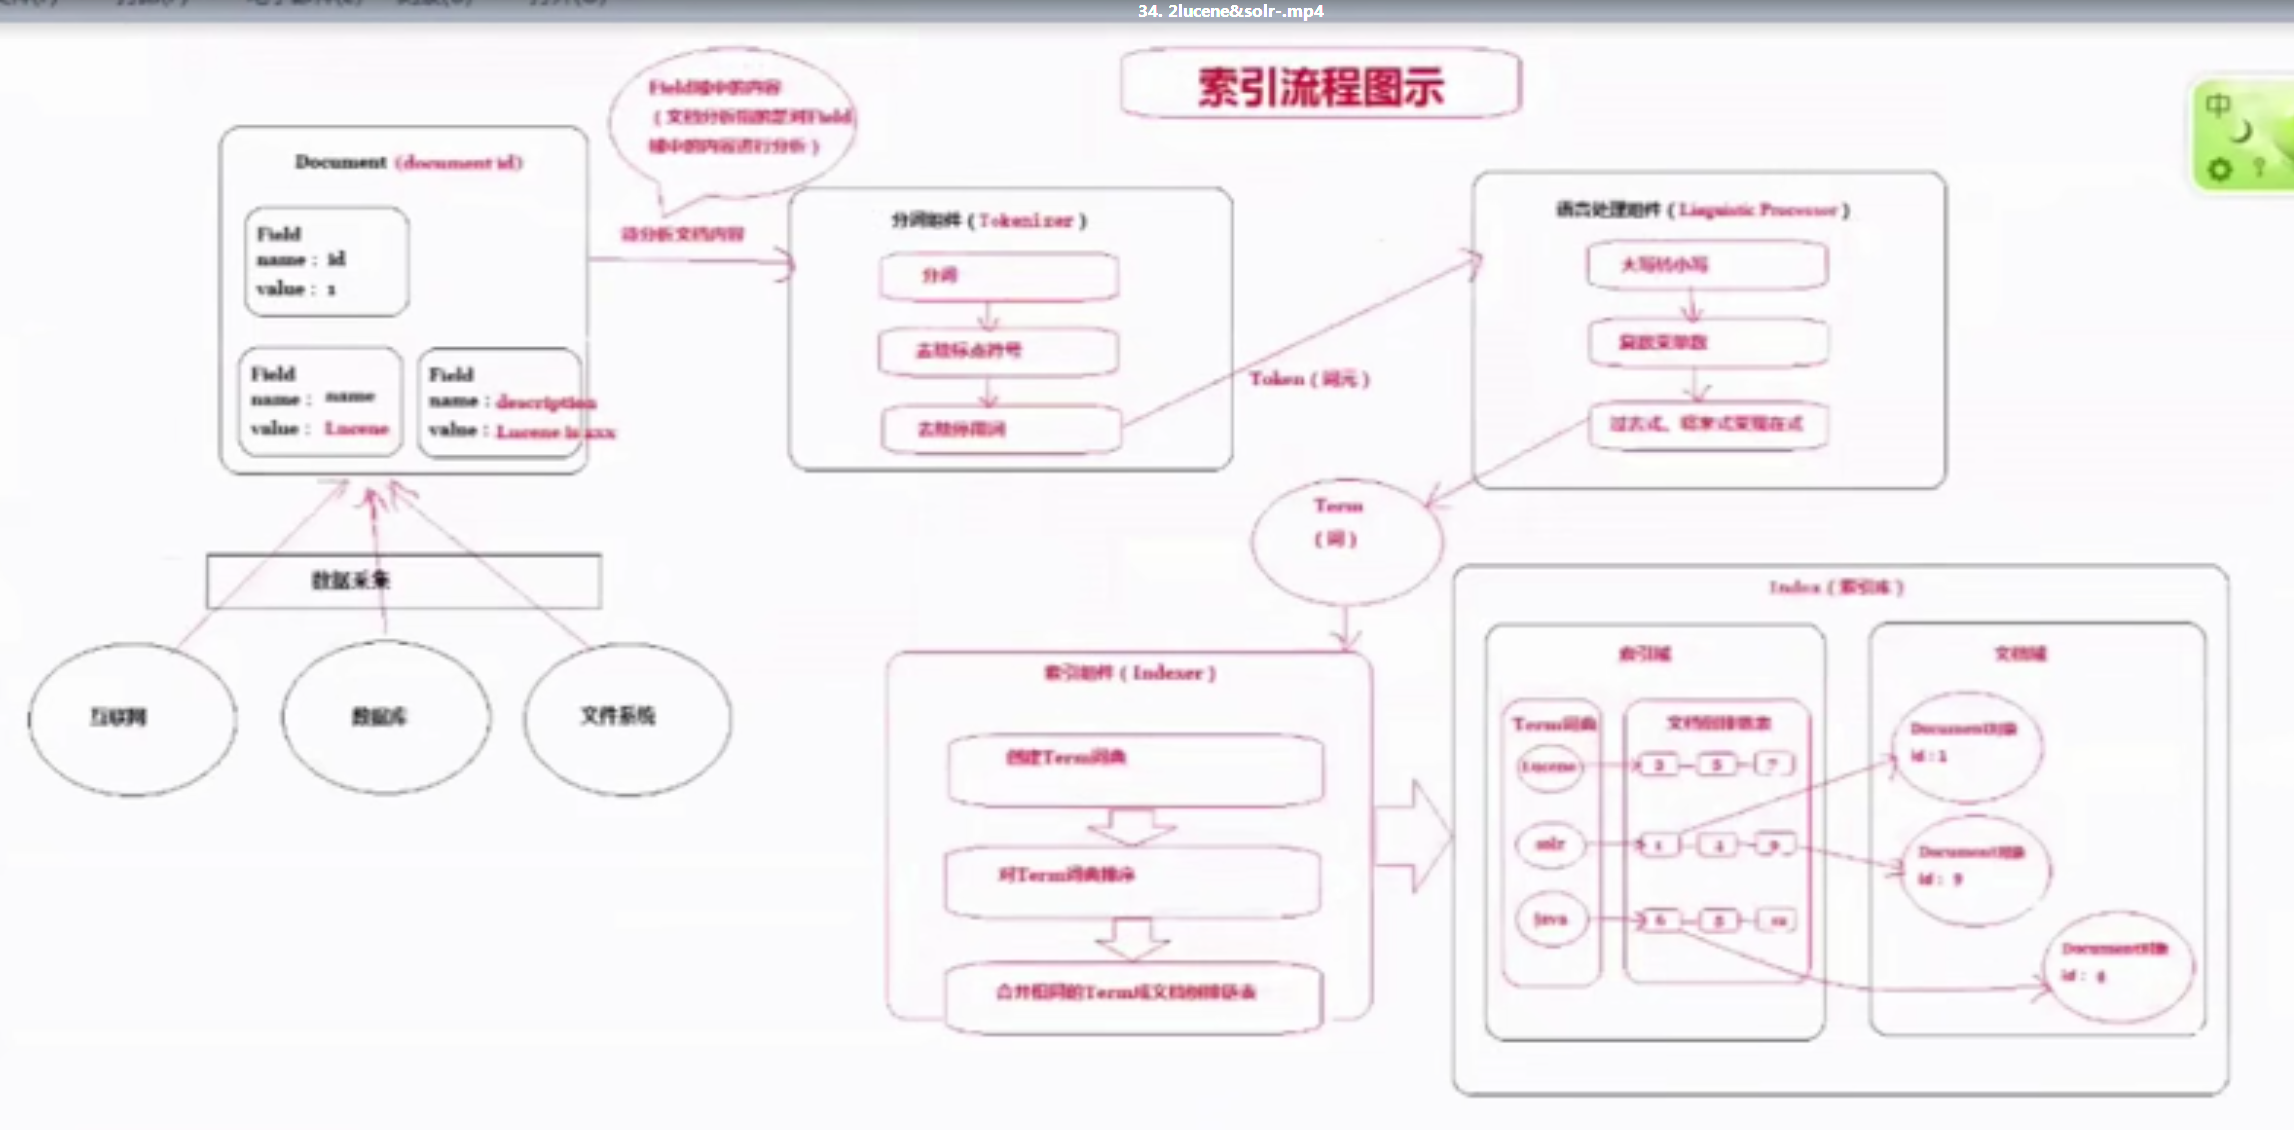 34. 2lucene&solr-.mp4
索引流程图示
中
Field域中的内容
（文档分析指的是对Field
域中的内容进行分析）
Document (document id)
Field
name： id
value： 1
Field
name： name
value： Lucene
Field
name：description
value：Lucene is xxx
待分析文档内容
数据采集
互联网
数据库
文件系统
分词组件（Tokenizer）
分词
去除标点符号
去除停用词
Token（词元）
语言处理组件（Linguistic Processor）
大写转小写
复数变单数
过去式、将来式变现在式
Term
（词）
索引组件（Indexer）
创建Term词典
对Term词典排序
合并相同的Term成文档倒排链表
Index（索引库）
索引域
Term词典
Lucene
solr
java
文档倒排链表
3
5
7
1
4
9
6
8
文档域
Document对象
id：1
Document对象
id： 9
Document对象
id：